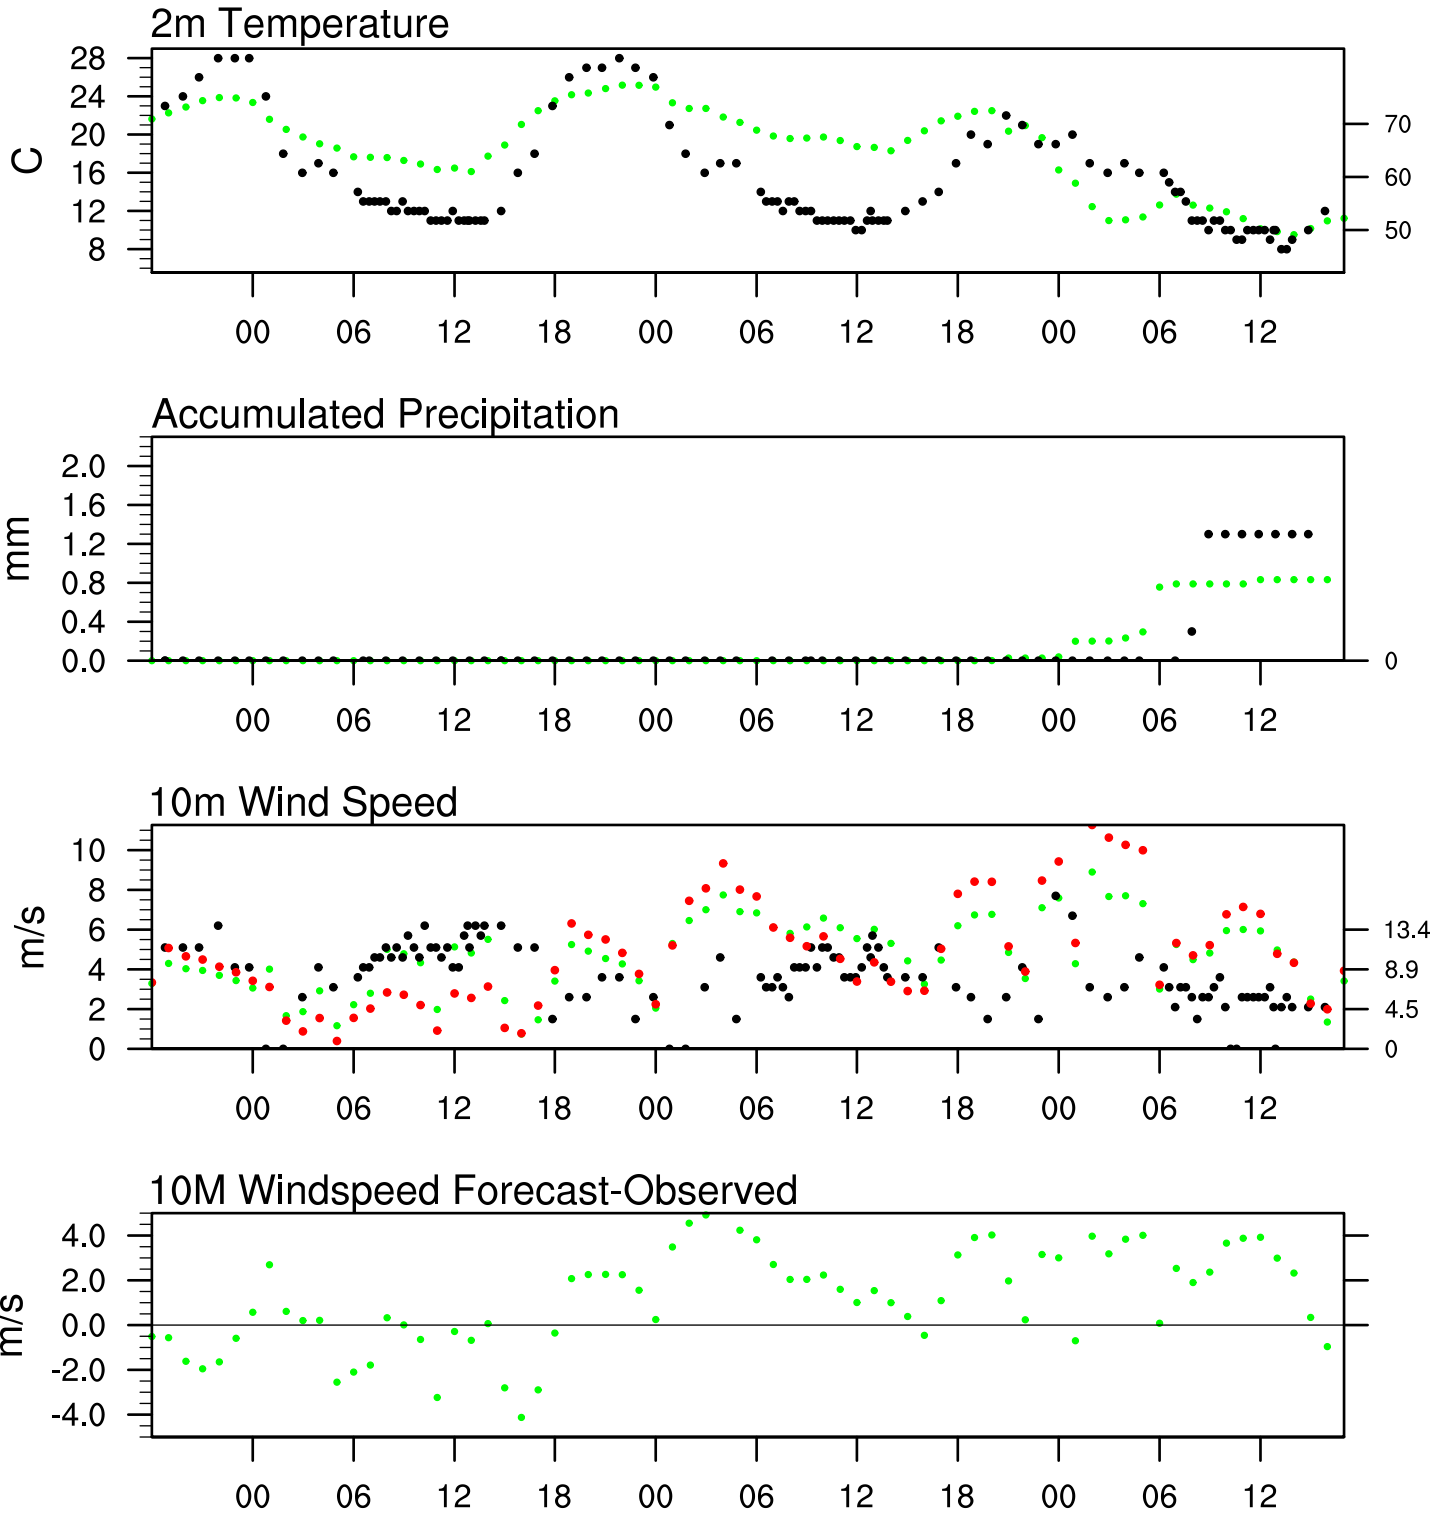 2m Temperature
28
24
20
16
12
8
C
70
60
50
00 06 12 18 00 06 12 18 00 06 12
Accumulated Precipitation
2.0
1.6
1.2
0.8
0.4
0.0
mm
0
00 06 12 18 00 06 12 18 00 06 12
10m Wind Speed
10
8
6
4
2
0
m/s
13.4
8.9
4.5
0
00 06 12 18 00 06 12 18 00 06 12
10M Windspeed Forecast-Observed
4.0
2.0
0.0
-2.0
-4.0
m/s
00 06 12 18 00 06 12 18 00 06 12